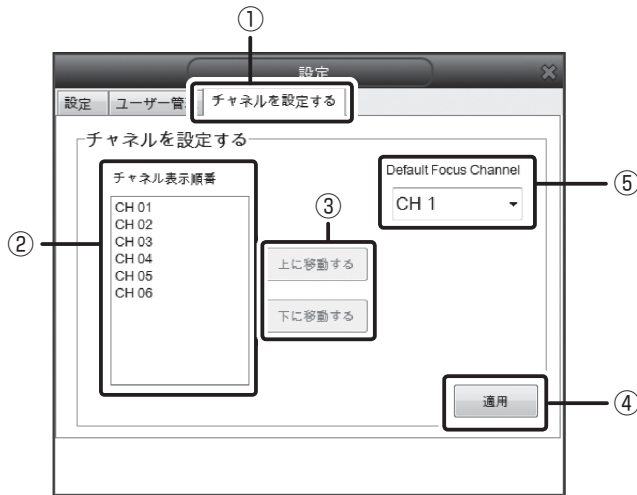 ①
設定
設定 ユーザー管 チャネルを設定する
チャネルを設定する
チャネル表示順番
CH 01
CH 02
CH 03
CH 04
CH 05
CH 06
②
③
上に移動する
下に移動する
Default Focus Channel
CH 1
⑤
適用
④